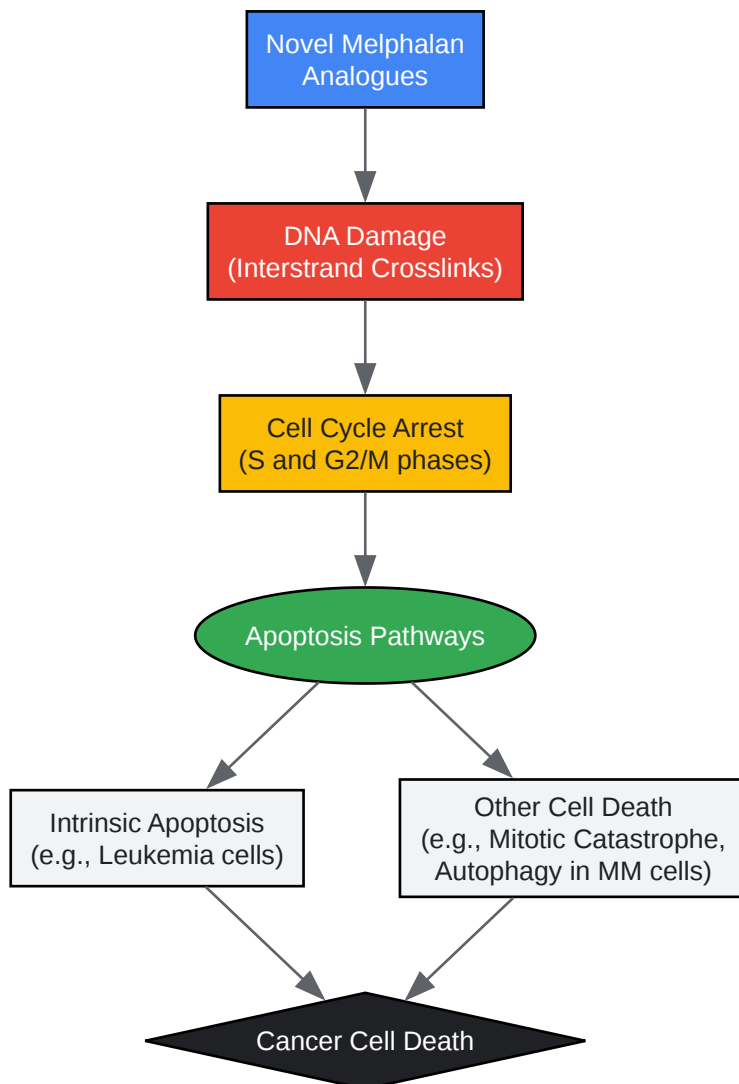 Novel Melphalan
Analogues
DNA Damage
(Interstrand Crosslinks)
Cell Cycle Arrest
(S and G2/M phases)
Apoptosis Pathways
Intrinsic Apoptosis
(e.g., Leukemia cells)
Other Cell Death
(e.g., Mitotic Catastrophe,
Autophagy in MM cells)
Cancer Cell Death